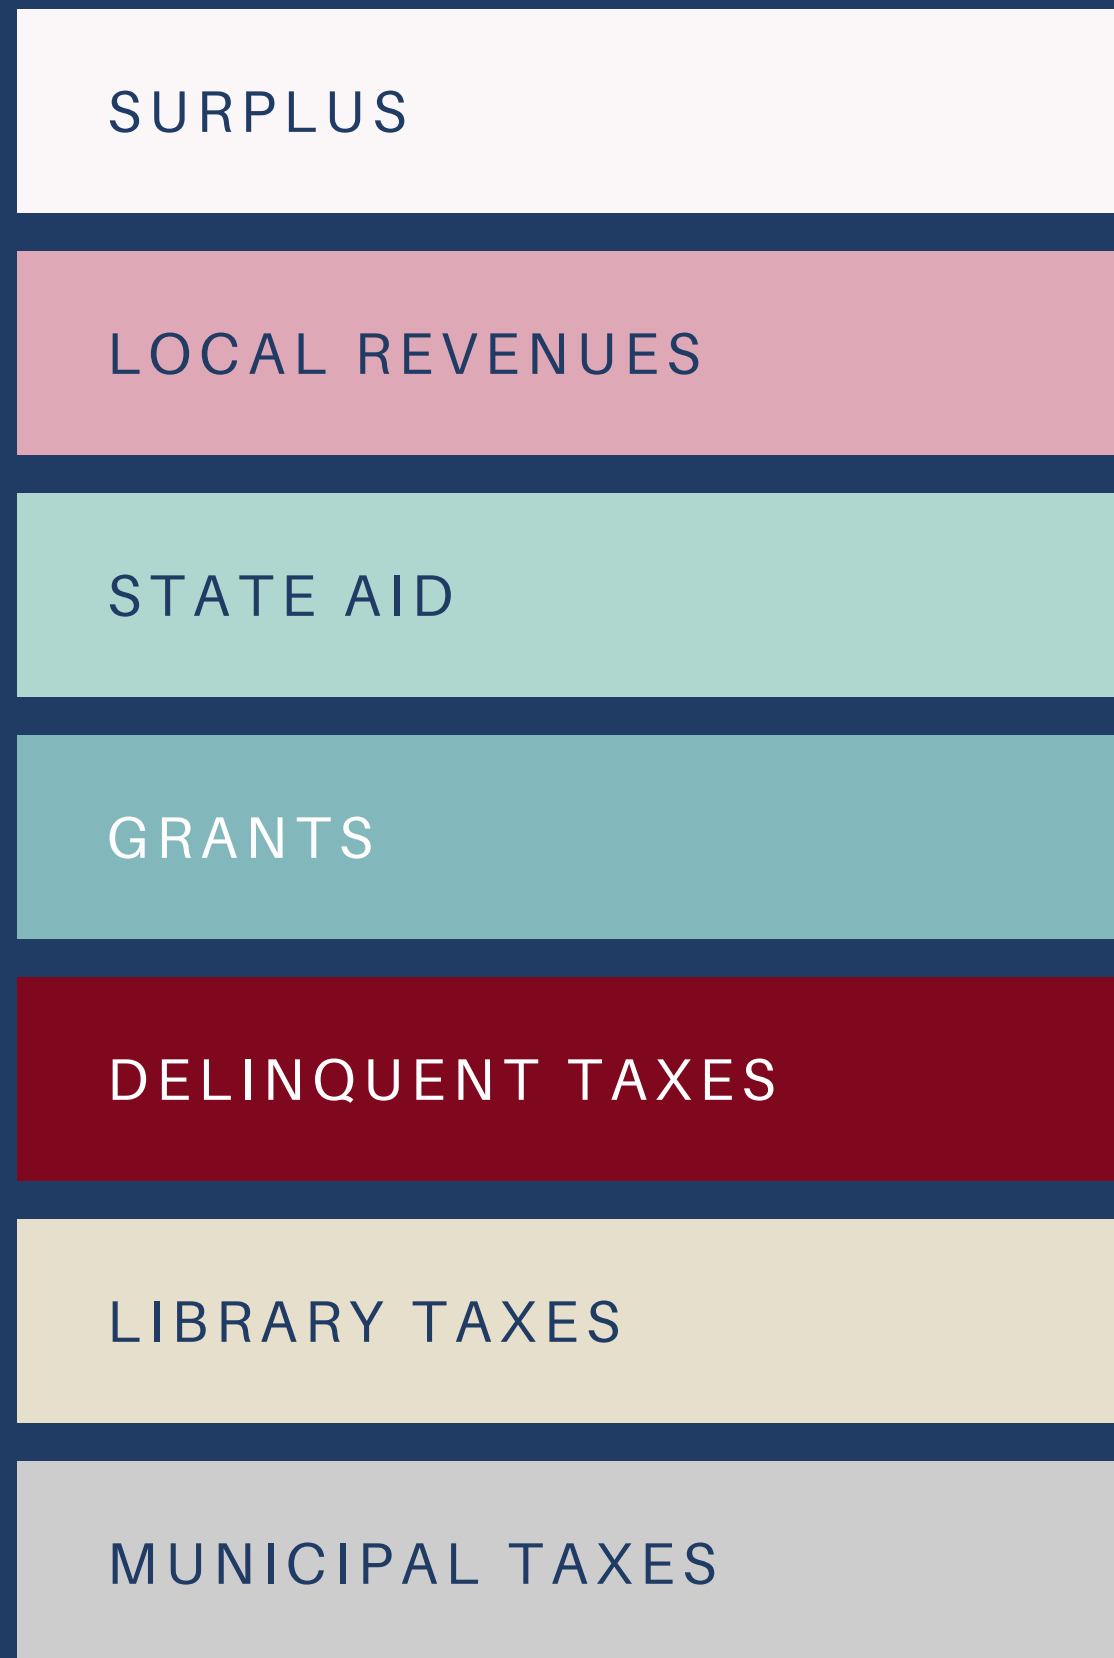 SURPLUS
LOCAL REVENUES
STATE AID
GRANTS
DELINQUENT TAXES
LIBRARY TAXES
MUNICIPAL TAXES